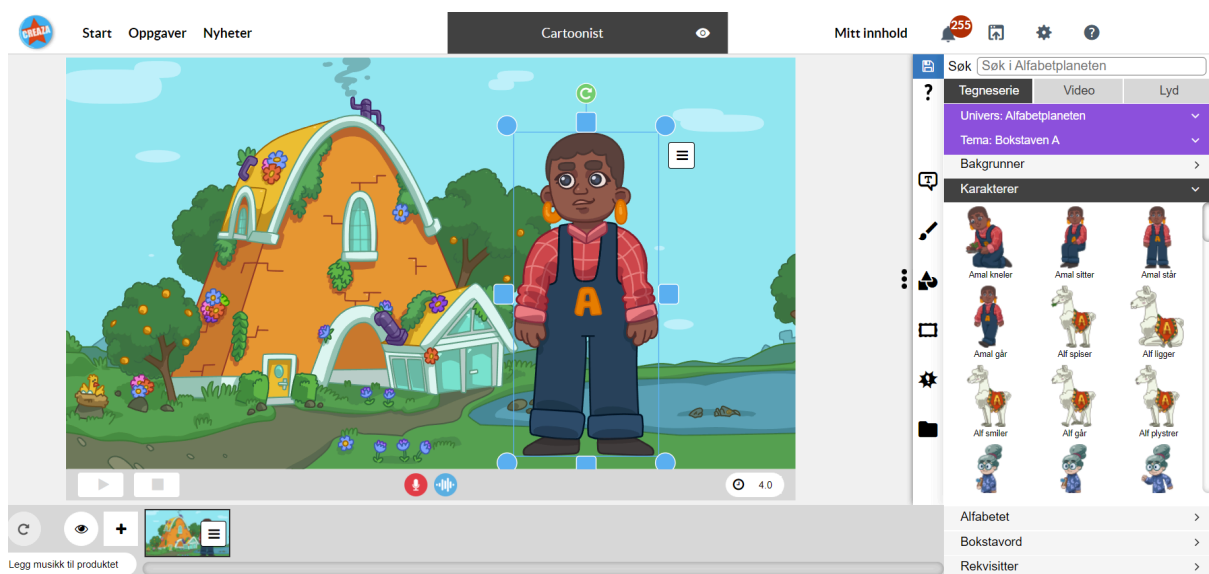 CREAZA
Start Oppgaver Nyheter
Cartoonist
Mitt innhold
255
Søk Søk i Alfabetplaneten
Tegneserie Video Lyd
Univers: Alfabetplaneten
Tema: Bokstaven A
Bakgrunner
Karakterer
Amal kneler Amal sitter Amal står
Amal går Alf spiser Alf ligger
Alf smiler Alf går Alf plystrer
A
4.0
Legg musikk til produktet
Alfabetet
Bokstavord
Rekvisitter